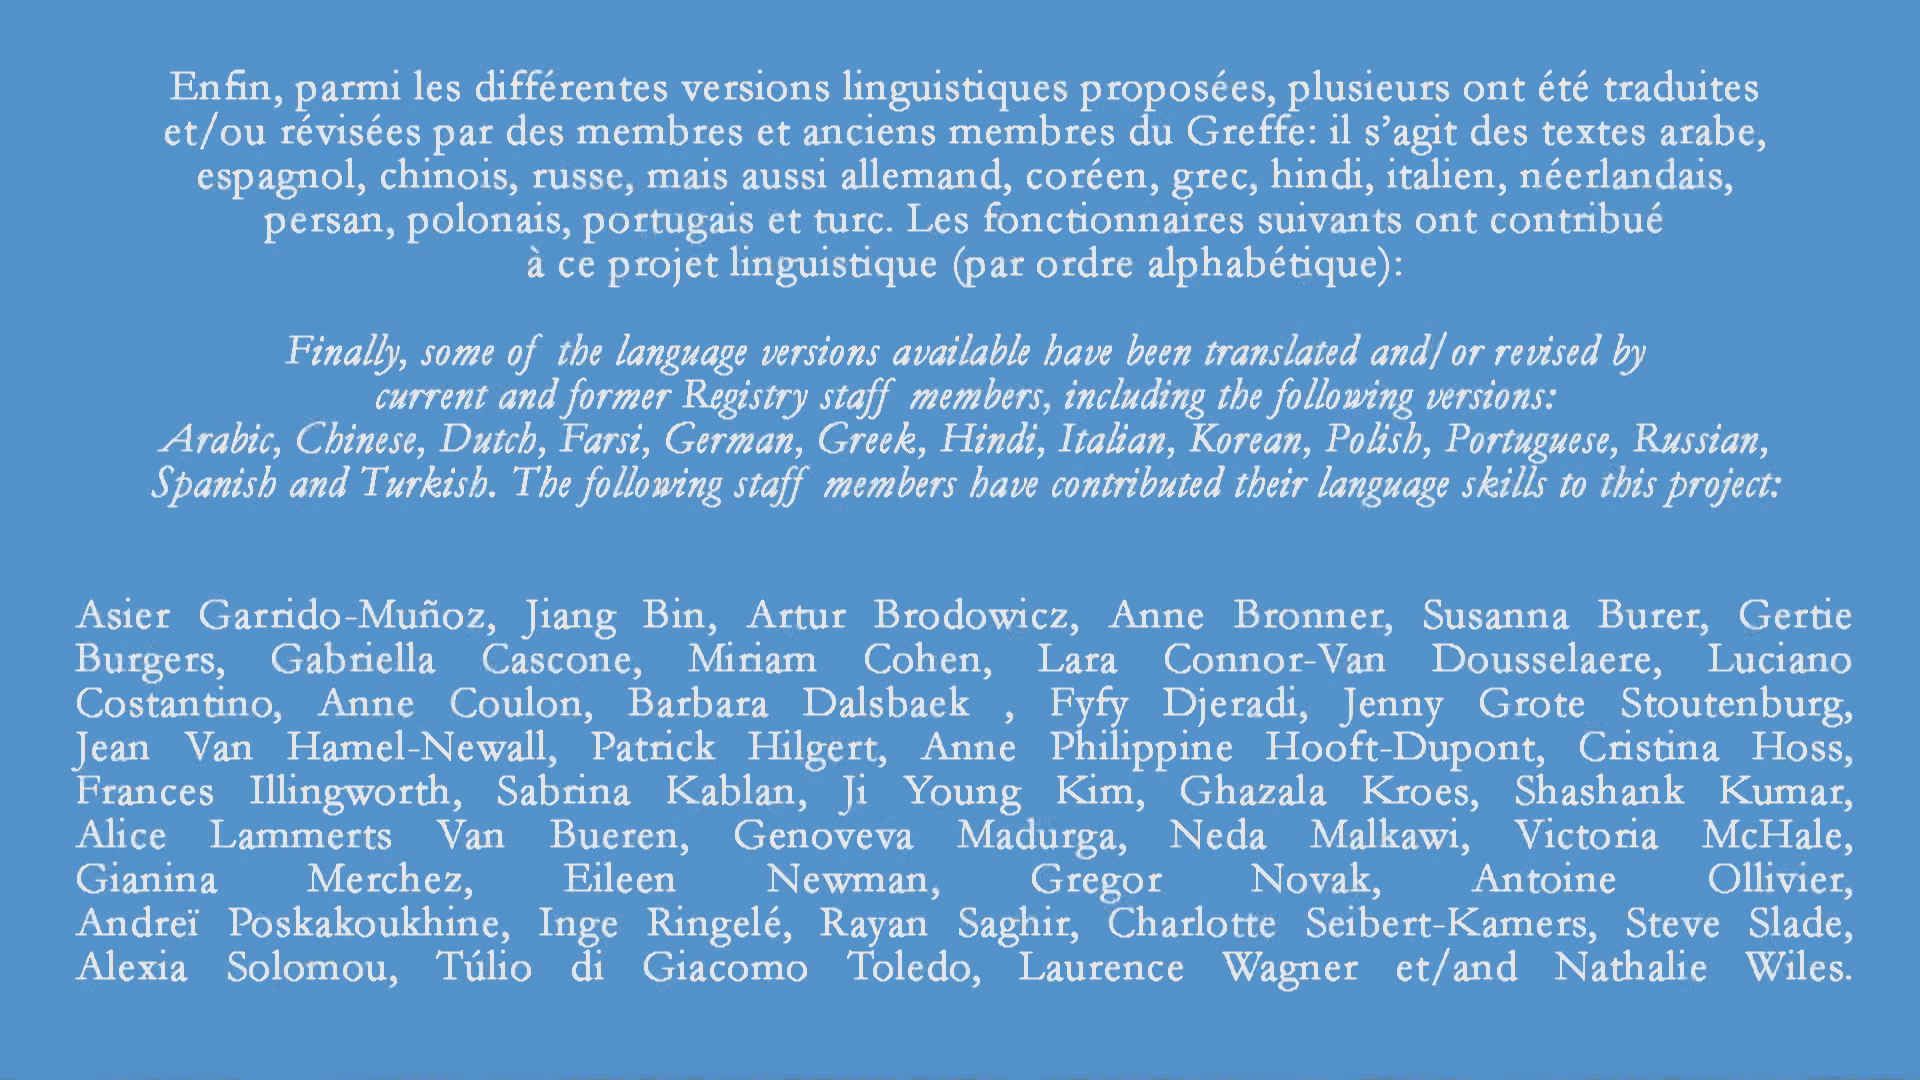 Enfin, parmi les différentes versions linguistiques proposées, plusieurs ont été traduites
et/ou révisées par des membres et anciens membres du Greffe: il s'agit des textes arabe,
espagnol, chinois, russe, mais aussi allemand, coréen, grec, hindi, italien, néerlandais,
persan, polonais, portugais et turc. Les fonctionnaires suivants ont contribué
à ce projet linguistique (par ordre alphabétique):
Finally, some of the language versions available have been translated and/or revised by
current and former Registry staff members, including the following versions:
Arabic, Chinese, Dutch, Farsi, German, Greek, Hindi, Italian, Korean, Polish, Portuguese, Russian,
Spanish and Turkish. The following staff members have contributed their language skills to this project:
Asier Garrido-Muñoz, Jiang Bin, Artur Brodowicz, Anne Bronner, Susanna Burer, Gertie
Burgers, Gabriella Cascone, Miriam Cohen, Lara Connor-Van Dousselaere, Luciano
Costantino, Anne Coulon, Barbara Dalsbaek , Fyfy Djeradi, Jenny Grote Stoutenburg,
Jean Van Hamel-Newall, Patrick Hilgert, Anne Philippine Hooft-Dupont, Cristina Hoss,
Frances Illingworth, Sabrina Kablan, Ji Young Kim, Ghazala Kroes, Shashank Kumar,
Alice Lammerts Van Bueren, Genoveva Madurga, Neda Malkawi, Victoria McHale,
Gianina Merchez, Eileen Newman, Gregor Novak, Antoine Ollivier,
Andreï Poskakoukhine, Inge Ringelé, Rayan Saghir, Charlotte Seibert-Kamers, Steve Slade,
Alexia Solomou, Túlio di Giacomo Toledo, Laurence Wagner et/and Nathalie Wiles.